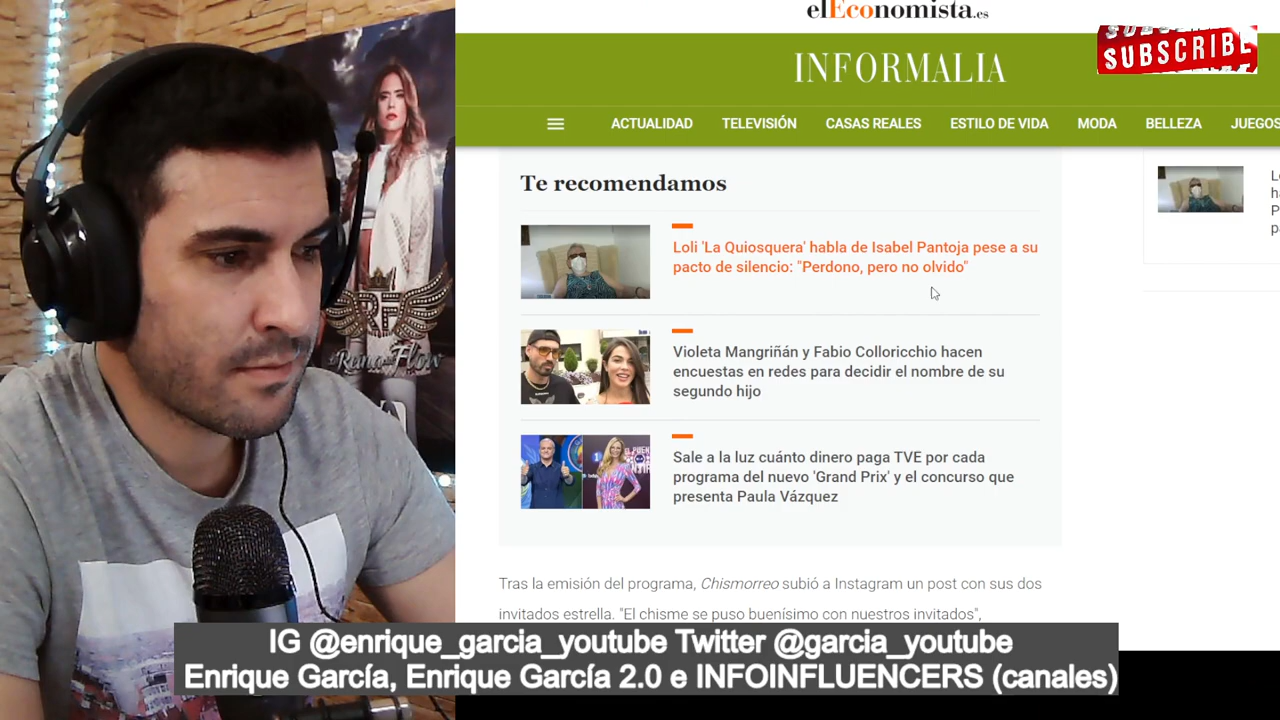 elEconomista.es
INFORMALIA
SUBSCRIBE
ACTUALIDAD TELEVISIÓN CASAS REALES ESTILO DE VIDA MODA BELLEZA JUEGOS
Te recomendamos
Loli 'La Quiosquera' habla de Isabel Pantoja pese a su
pacto de silencio: "Perdono, pero no olvido"
Violeta Mangriñán y Fabio Colloricchio hacen
encuestas en redes para decidir el nombre de su
segundo hijo
Sale a la luz cuánto dinero paga TVE por cada
programa del nuevo 'Grand Prix' y el concurso que
presenta Paula Vázquez
Tras la emisión del programa, Chismorreo subió a Instagram un post con sus dos
invitados estrella. "El chisme se puso buenísimo con nuestros invitados",
RF
La Reina del Flow
IG @enrique_garcia_youtube Twitter @garcia_youtube
Enrique García, Enrique García 2.0 e INFOINFLUENCERS (canales)